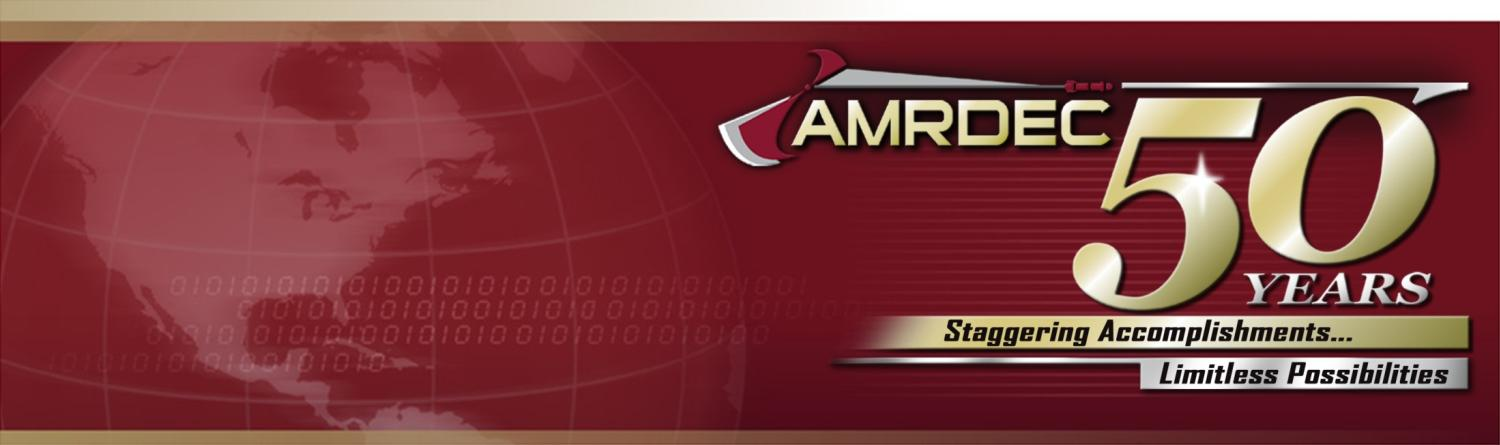 AMRDEC 50
YEARS
Staggering Accomplishments...
Limitless Possibilities